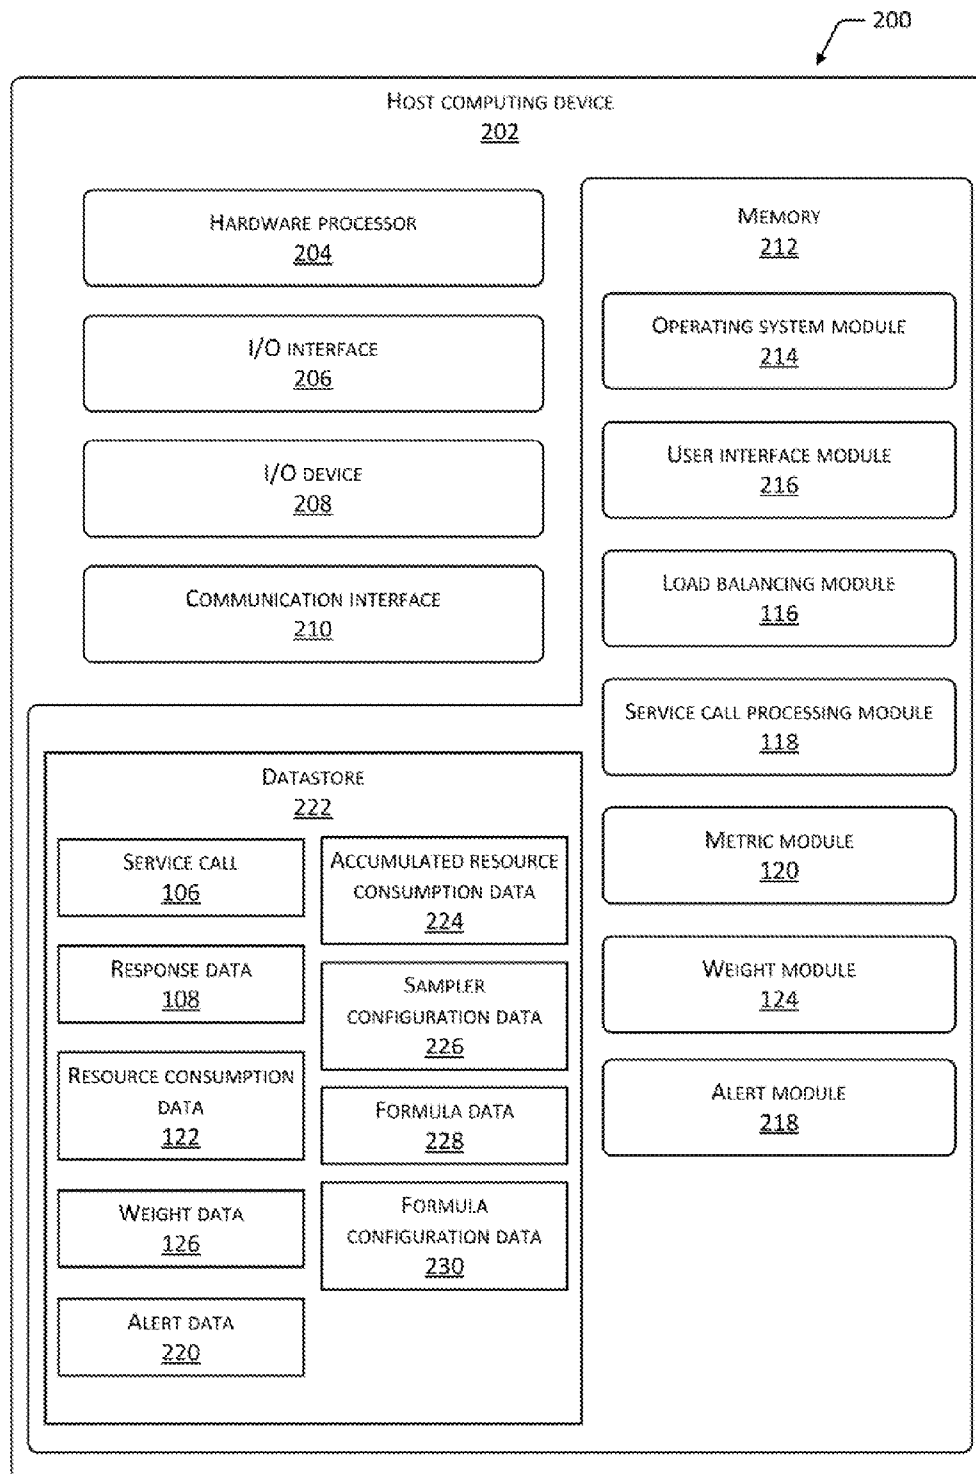 200
HOST COMPUTING DEVICE
202
HARDWARE PROCESSOR
204
I/O INTERFACE
206
I/O DEVICE
208
COMMUNICATION INTERFACE
210
MEMORY
212
OPERATING SYSTEM MODULE
214
USER INTERFACE MODULE
216
LOAD BALANCING MODULE
116
SERVICE CALL PROCESSING MODULE
118
METRIC MODULE
120
WEIGHT MODULE
124
ALERT MODULE
218
DATASTORE
222
SERVICE CALL
106
RESPONSE DATA
108
RESOURCE CONSUMPTION
DATA
122
WEIGHT DATA
126
ALERT DATA
220
ACCUMULATED RESOURCE
CONSUMPTION DATA
224
SAMPLER
CONFIGURATION DATA
226
FORMULA DATA
228
FORMULA
CONFIGURATION DATA
230